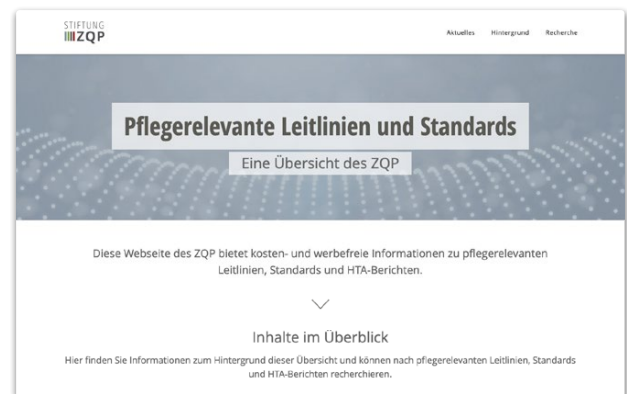 STIFTUNG
ZQP
Aktuelles Hintergrund Recherche
Pflegerelevante Leitlinien und Standards
Eine Übersicht des ZQP
Diese Webseite des ZQP bietet kosten- und werbefreie Informationen zu pflegerelevanten
Leitlinien, Standards und HTA-Berichten.
Inhalte im Überblick
Hier finden Sie Informationen zum Hintergrund dieser Übersicht und können nach pflegerelevanten Leitlinien, Standards
und HTA-Berichten recherchieren.